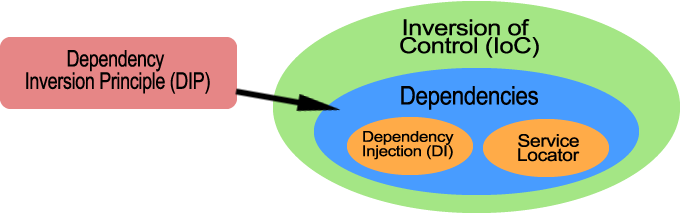 Dependency
Inversion Principle (DIP)
Inversion of
Control (IoC)
Dependencies
Dependency
Injection (DI)
Service
Locator